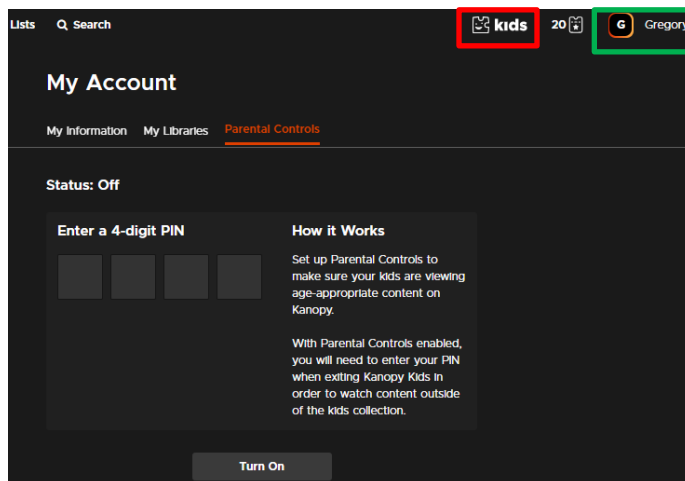 Lists Search kids 20 G Gregory
My Account
My Information My Libraries Parental Controls
Status: Off
Enter a 4-digit PIN
How it Works
Set up Parental Controls to
make sure your kids are viewing
age-appropriate content on
Kanopy.
With Parental Controls enabled,
you will need to enter your PIN
when exiting Kanopy Kids in
order to watch content outside
of the kids collection.
Turn On